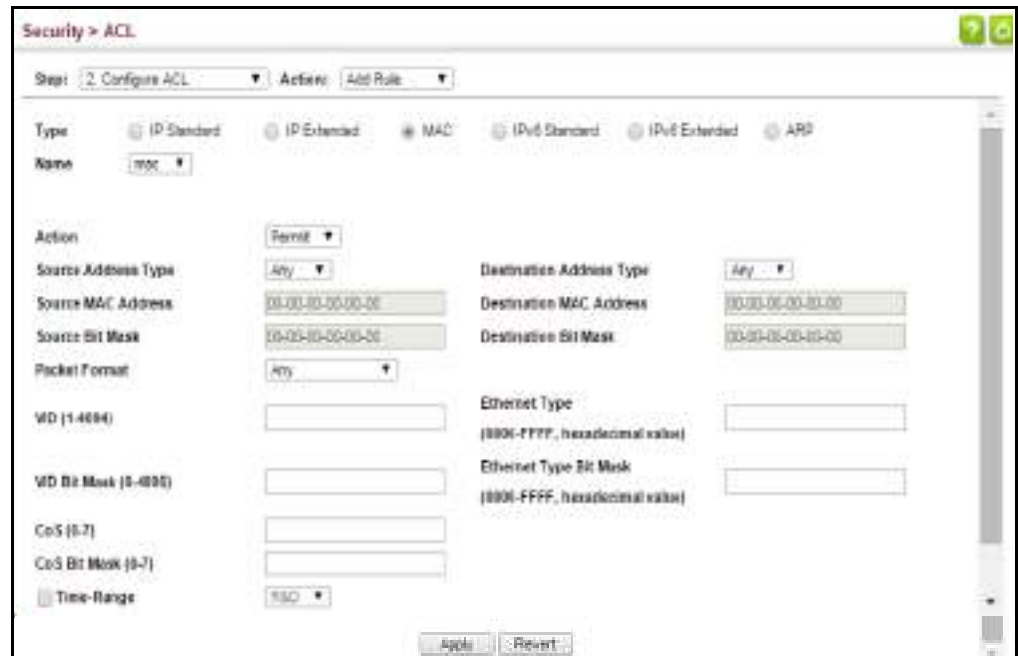 Security > ACL
Step: 2. Configure ACL Action: Add Rule
Type IP Standard IP Extended MAC IPv6 Standard IPv6 Extended ARP
Name mac
Action Permit
Source Address Type Any Destination Address Type Any
Source MAC Address 00-00-00-00-00-00 Destination MAC Address 00-00-00-00-00-00
Source Bit Mask 00-00-00-00-00-00 Destination Bit Mask 00-00-00-00-00-00
Packet Format Any
VID (1-4094) Ethernet Type
(0000-FFFF, hexadecimal value)
VID Bit Mask (0-4095) Ethernet Type Bit Mask
(0000-FFFF, hexadecimal value)
CoS (0-7)
CoS Bit Mask (0-7)
Time-Range R&D
Apply Revert